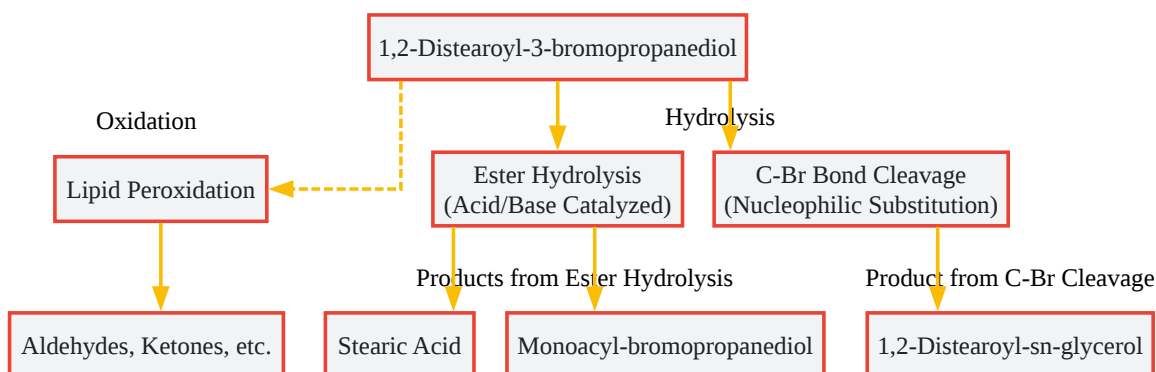 1,2-Distearoyl-3-bromopropanediol
Oxidation
Hydrolysis
Lipid Peroxidation
Ester Hydrolysis
(Acid/Base Catalyzed)
C-Br Bond Cleavage
(Nucleophilic Substitution)
Products from Ester Hydrolysis
Product from C-Br Cleavage
Aldehydes, Ketones, etc.
Stearic Acid
Monoacyl-bromopropanediol
1,2-Distearoyl-sn-glycerol